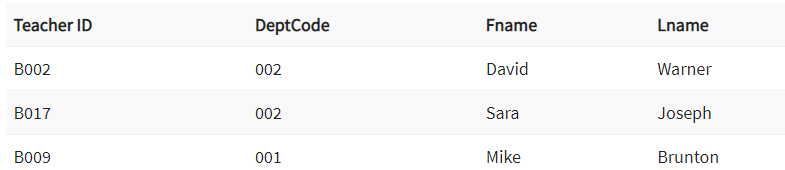 Teacher ID DeptCode Fname Lname
B002 002 David Warner
B017 002 Sara Joseph
B009 001 Mike Brunton